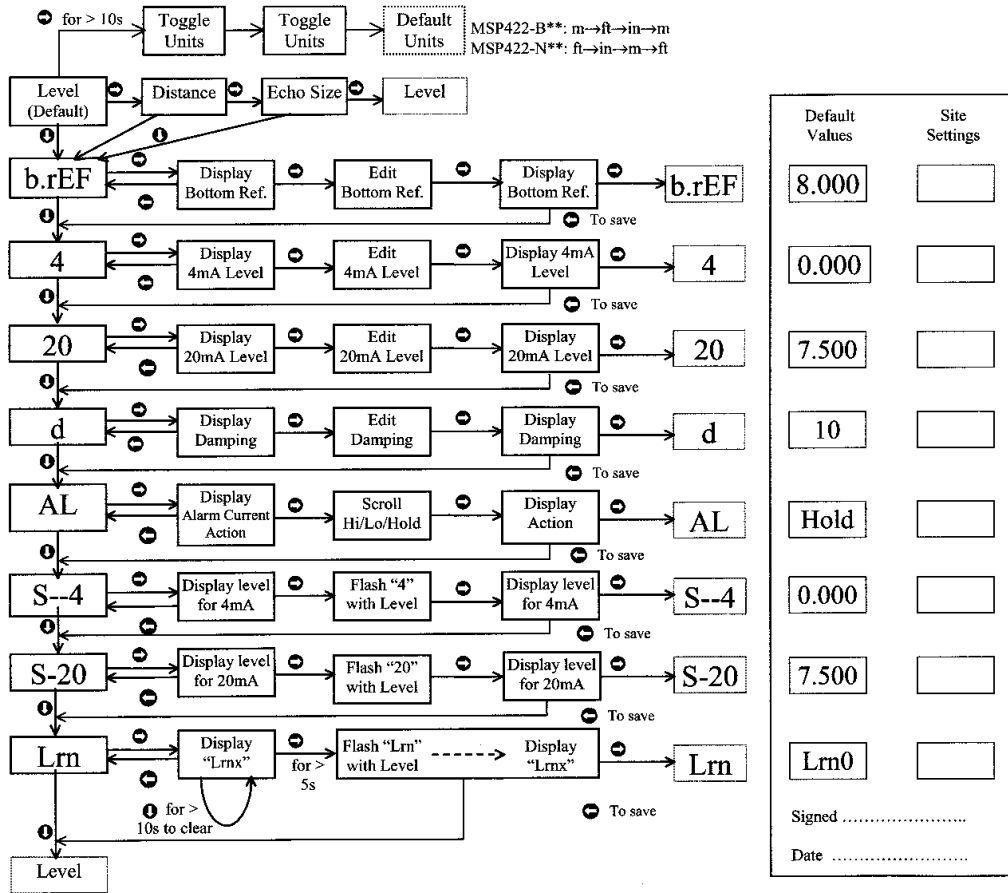 for > 10s
Toggle
Units
Toggle
Units
Default
Units
MSP422-B**: m→ft→in→m
MSP422-N**: ft→in→m→ft
Level
(Default)
Distance
Echo Size
Level
Default
Values
Site
Settings
b.rEF
Display
Bottom Ref.
Edit
Bottom Ref.
Display
Bottom Ref.
b.rEF
8.000
To save
4
Display
4mA Level
Edit
4mA Level
Display 4mA
Level
4
0.000
To save
20
Display
20mA Level
Edit
20mA Level
Display
20mA Level
20
7.500
To save
d
Display
Damping
Edit
Damping
Display
Damping
d
10
To save
AL
Display
Alarm Current
Action
Scroll
Hi/Lo/Hold
Display
Action
AL
Hold
To save
S--4
Display level
for 4mA
Flash “4”
with Level
Display level
for 4mA
S--4
0.000
To save
S-20
Display level
for 20mA
Flash “20”
with Level
Display level
for 20mA
S-20
7.500
To save
Lrn
Display
“Lrnx”
for >
5s
Flash “Lrn”
with Level
Display
“Lrnx”
Lrn
Lrn0
for >
10s to clear
To save
Signed ........................
Date ..........................
Level